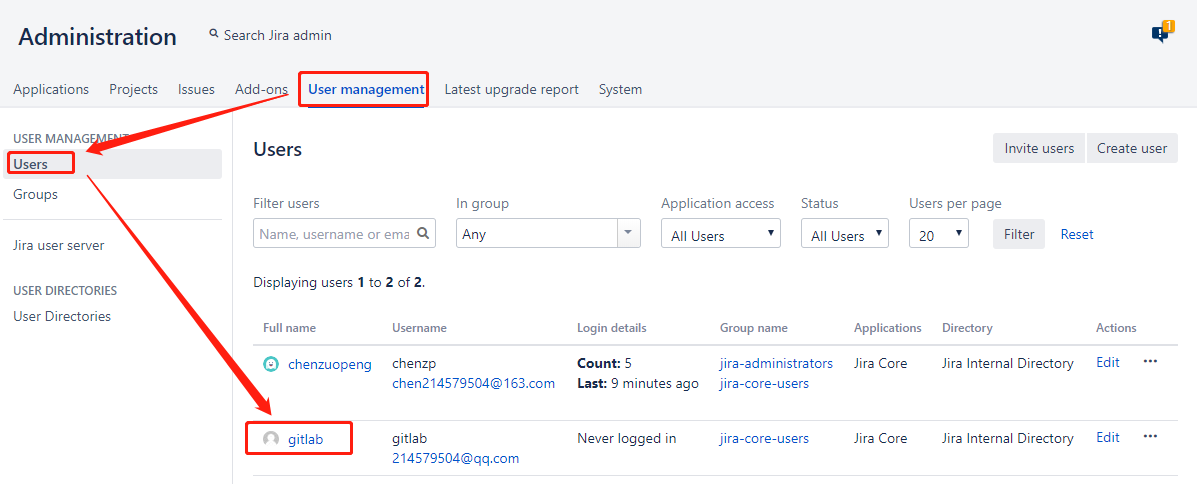 Administration
Search Jira admin
1
Applications Projects Issues Add-ons User management Latest upgrade report System
USER MANAGEMENT
Users
Groups
Jira user server
USER DIRECTORIES
User Directories
Users
Invite users Create user
Filter users In group Application access Status Users per page
Name, username or ema Any All Users All Users 20 Filter Reset
Displaying users 1 to 2 of 2.
Full name Username Login details Group name Applications Directory Actions
chenzuopeng chenzp Count: 5 jira-administrators Jira Core Jira Internal Directory Edit ...
chen214579504@163.com Last: 9 minutes ago jira-core-users
gitlab gitlab Never logged in jira-core-users Jira Core Jira Internal Directory Edit ...
214579504@qq.com